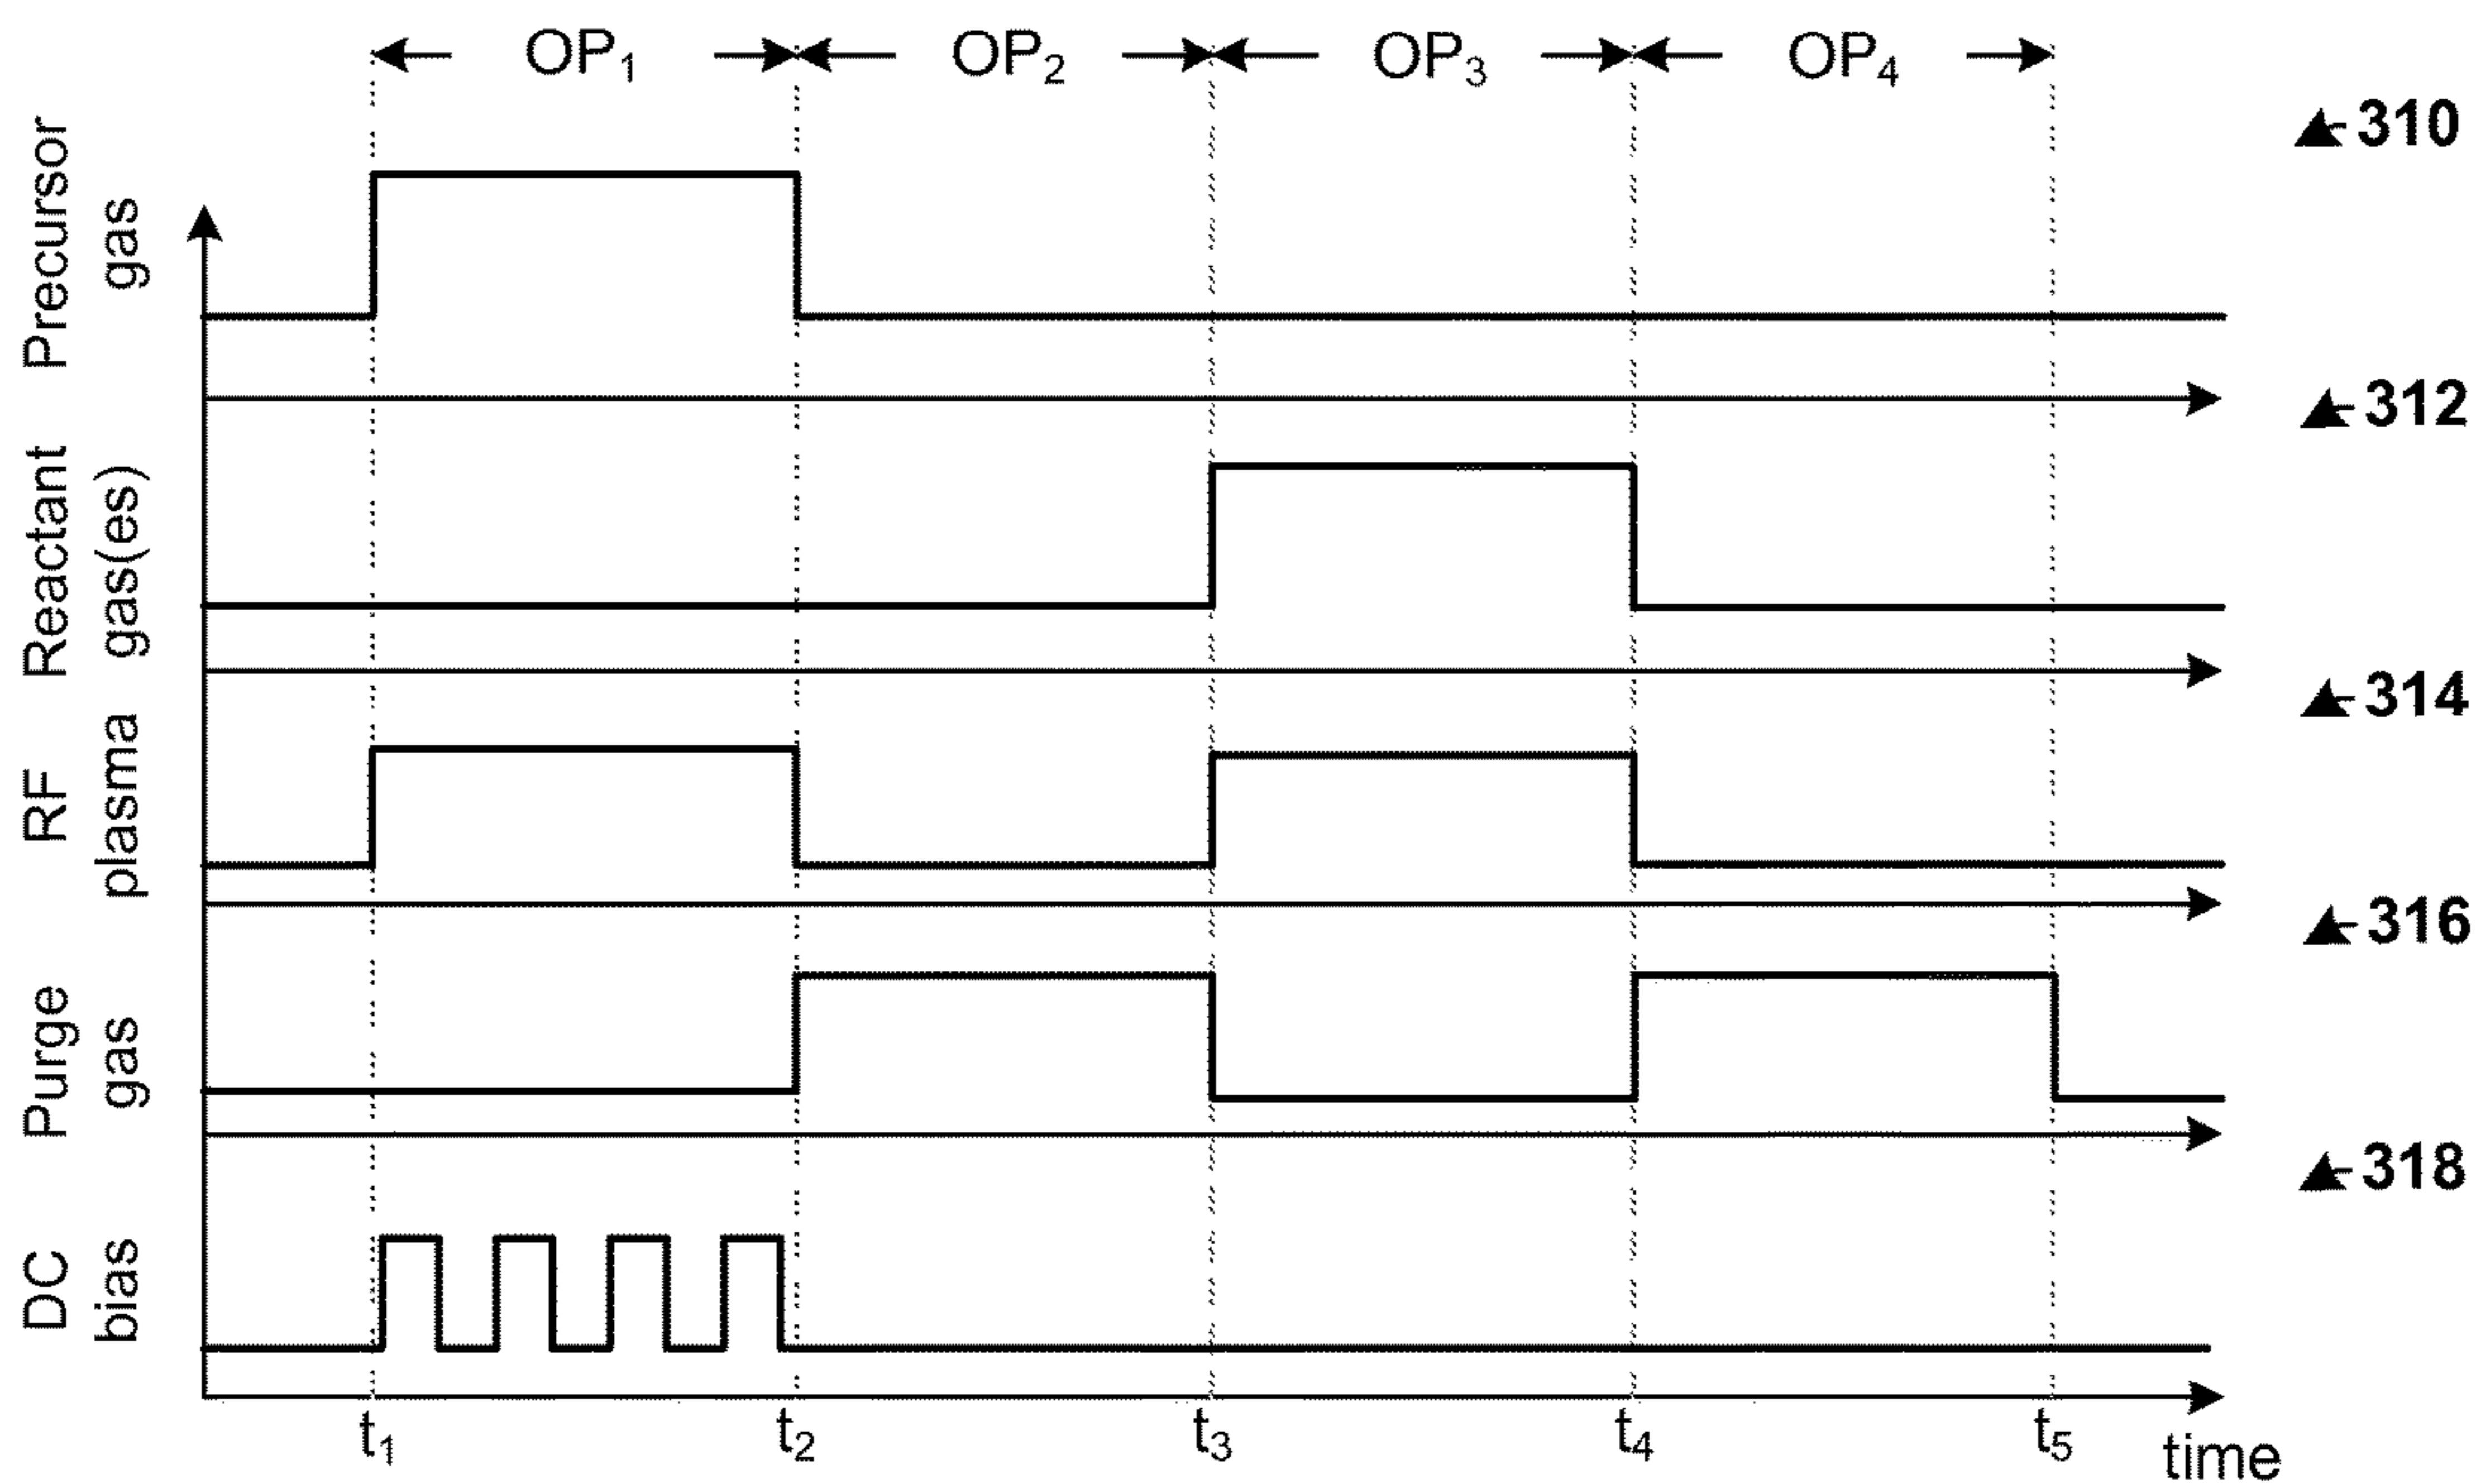 OP₁ OP₂ OP₃ OP₄
310
Precursor
gas
312
Reactant
gas(es)
314
RF
plasma
316
Purge
gas
318
DC
bias
t₁ t₂ t₃ t₄ t₅
time